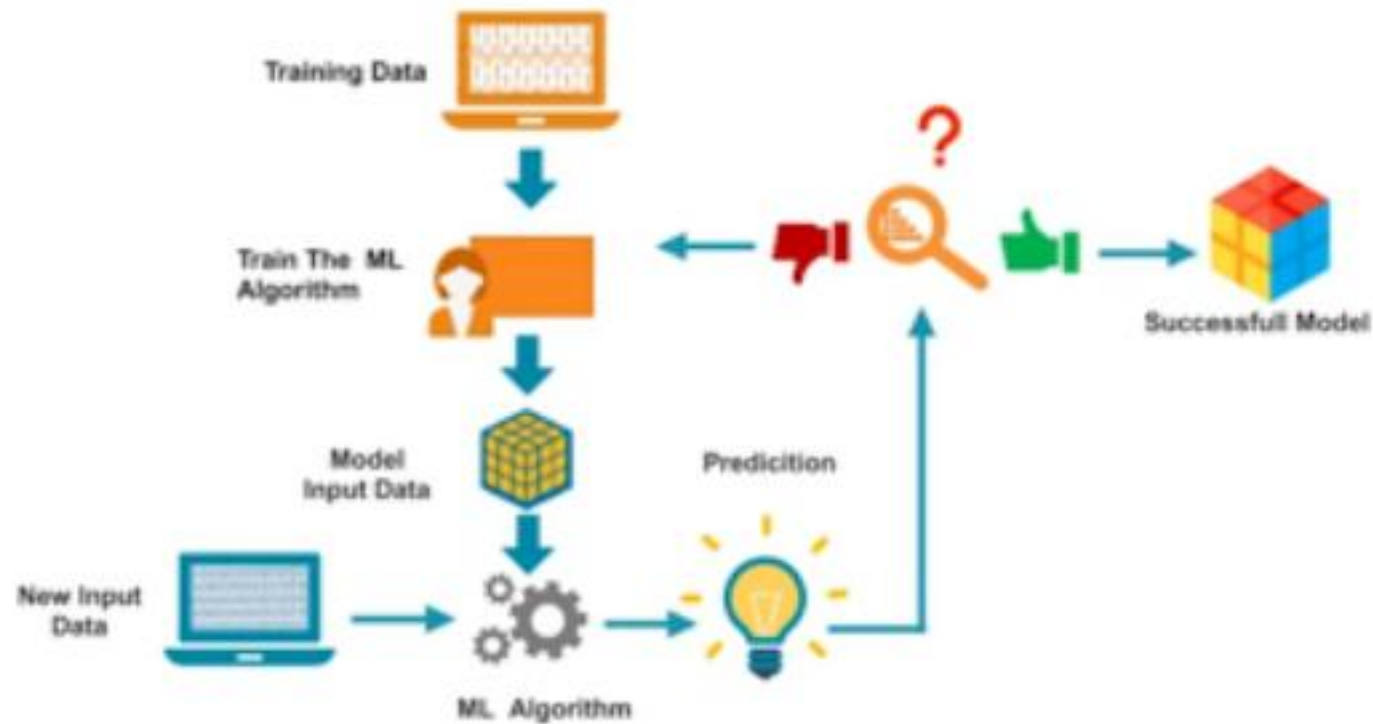 Training Data
?
Train The ML
Algorithm
Successfull Model
Model
Input Data
Predicition
New Input
Data
ML Algorithm